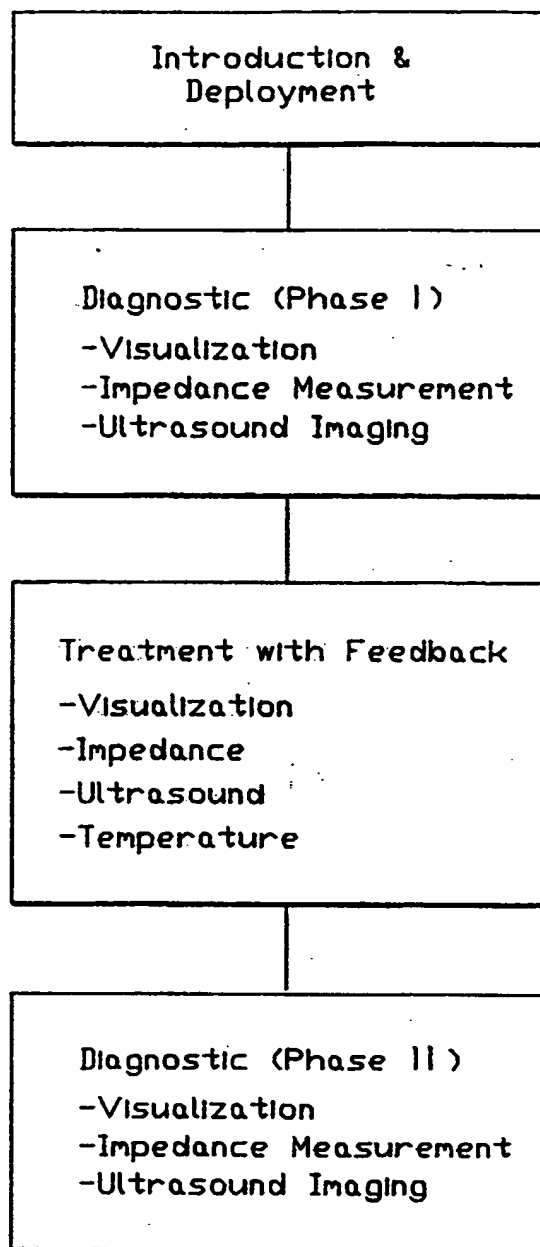 Introduction &
Deployment
Diagnostic (Phase I)
-Visualization
-Impedance Measurement
-Ultrasound Imaging
Treatment with Feedback
-Visualization
-Impedance
-Ultrasound
-Temperature
Diagnostic (Phase II)
-Visualization
-Impedance Measurement
-Ultrasound Imaging